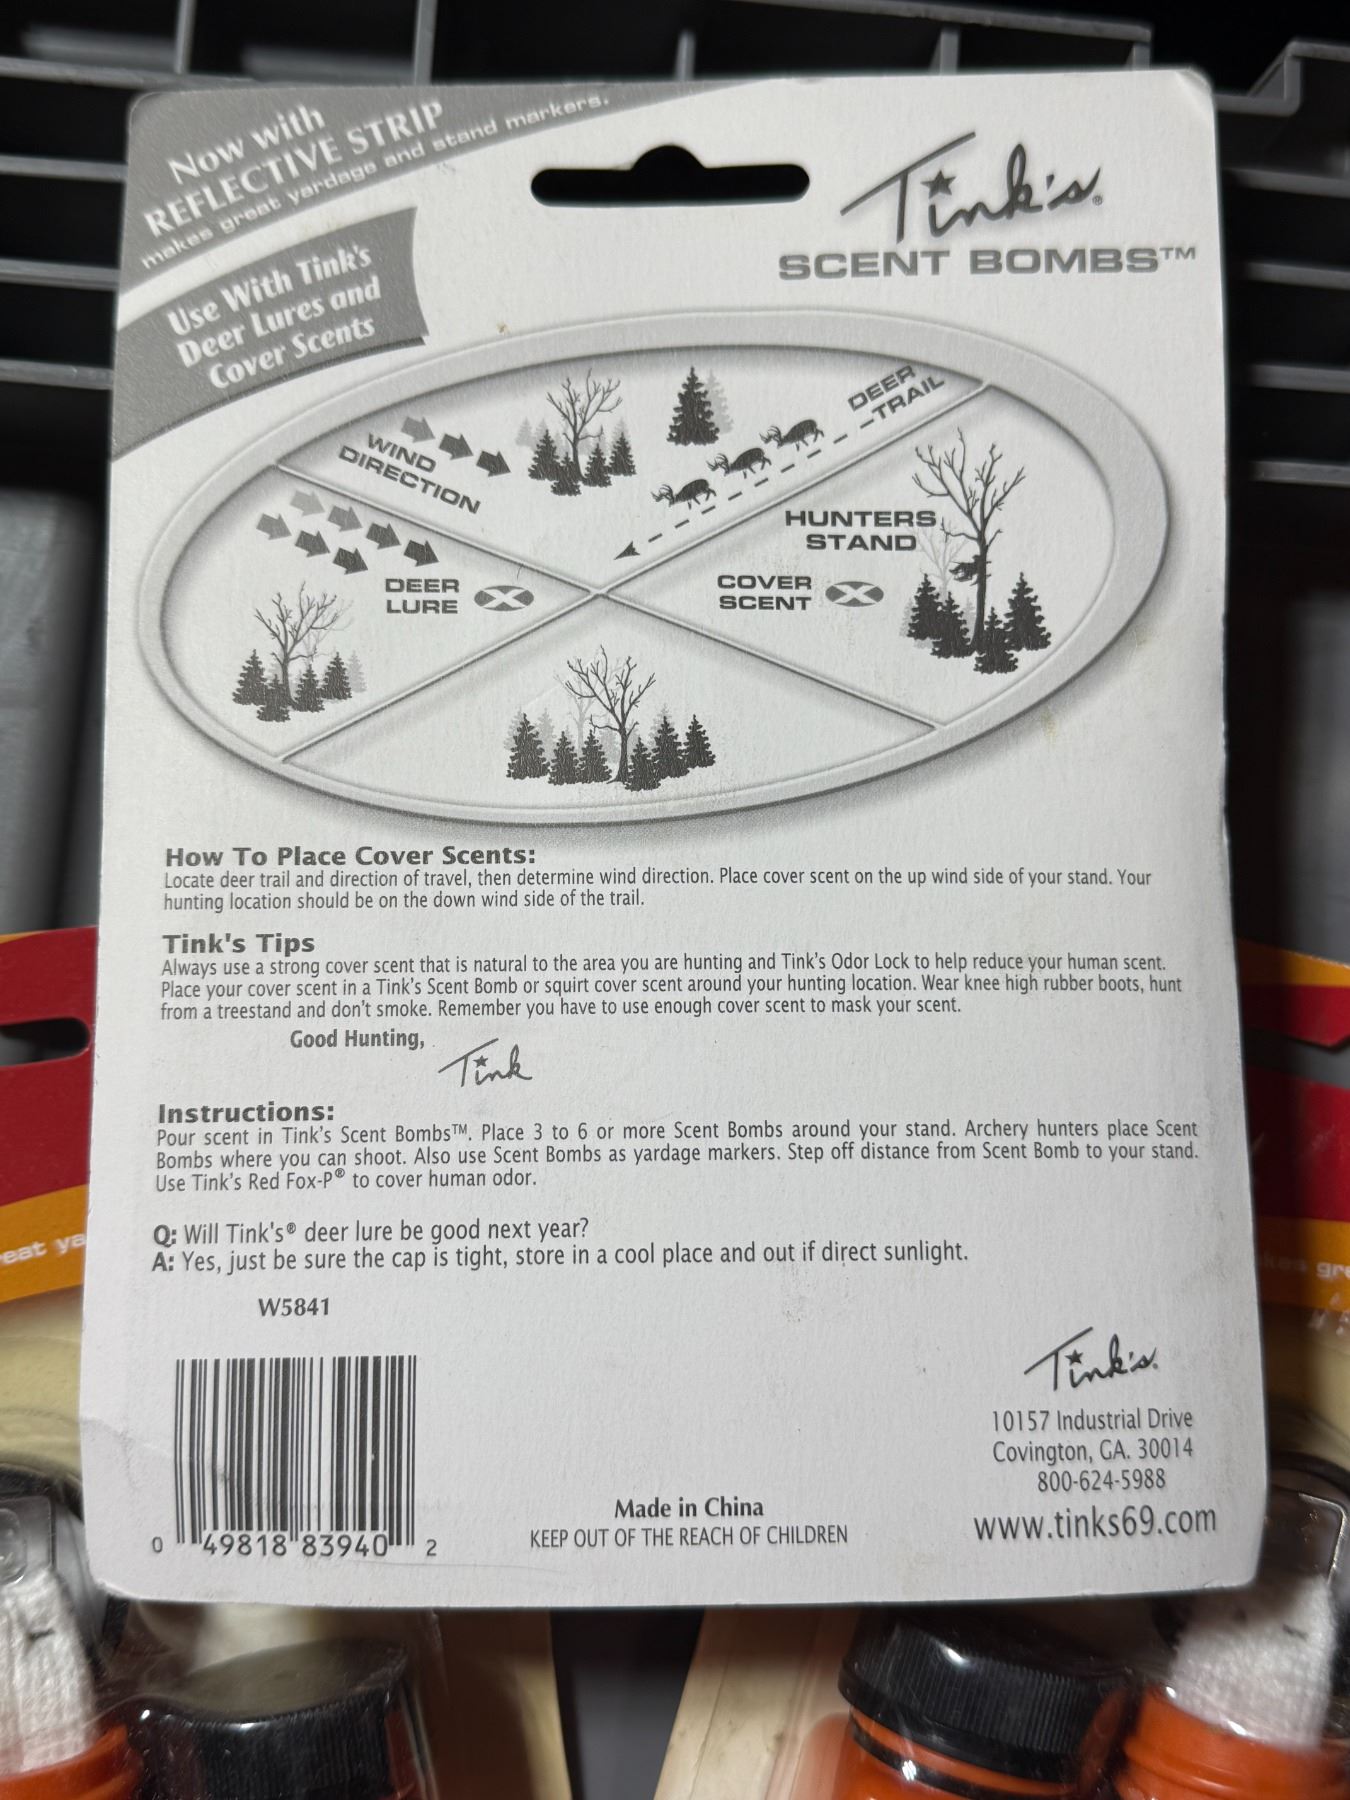 Now with
REFLECTIVE STRIP
makes great yardage and stand markers.
Use With Tink's
Deer Lures and
Cover Scents
Tink's®
SCENT BOMBS™
WIND
DIRECTION
DEER
TRAIL
HUNTERS
STAND
DEER
LURE
X
COVER
SCENT
X
How To Place Cover Scents:
Locate deer trail and direction of travel, then determine wind direction. Place cover scent on the up wind side of your stand. Your
hunting location should be on the down wind side of the trail.
Tink's Tips
Always use a strong cover scent that is natural to the area you are hunting and Tink's Odor Lock to help reduce your human scent.
Place your cover scent in a Tink's Scent Bomb or squirt cover scent around your hunting location. Wear knee high rubber boots, hunt
from a treestand and don't smoke. Remember you have to use enough cover scent to mask your scent.
Good Hunting,
Tink
Instructions:
Pour scent in Tink's Scent Bombs™. Place 3 to 6 or more Scent Bombs around your stand. Archery hunters place Scent
Bombs where you can shoot. Also use Scent Bombs as yardage markers. Step off distance from Scent Bomb to your stand.
Use Tink's Red Fox-P® to cover human odor.
Q: Will Tink's® deer lure be good next year?
A: Yes, just be sure the cap is tight, store in a cool place and out if direct sunlight.
W5841
0 49818 83940 2
Made in China
KEEP OUT OF THE REACH OF CHILDREN
Tink's.
10157 Industrial Drive
Covington, GA. 30014
800-624-5988
www.tinks69.com